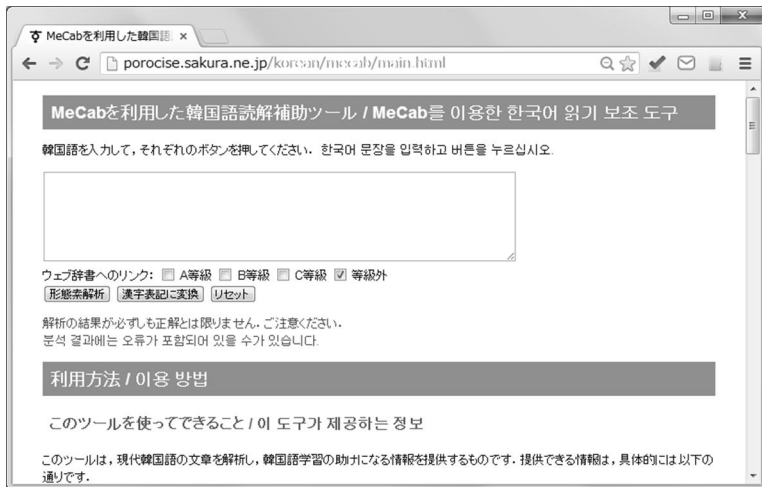 MeCabを利用した韓国語
porocise.sakura.ne.jp/korean/mecab/main.html
MeCabを利用した韓国語読解補助ツール / MeCab를 이용한 한국어 읽기 보조 도구
韓国語を入力して，それぞれのボタンを押してください． 한국어 문장을 입력하고 버튼을 누르십시오.
ウェブ辞書へのリンク: A等級 B等級 C等級 等級外
形態素解析 漢字表記に変換 リセット
解析の結果が必ずしも正解とは限りません．ご注意ください．
분석 결과에는 오류가 포함되어 있을 수가 있습니다.
利用方法 / 이용 방법
このツールを使ってできること / 이 도구가 제공하는 정보
このツールは，現代韓国語の文章を解析し，韓国語学習の助けになる情報を提供するものです．提供できる情報は，具体的には以下の
通りです．